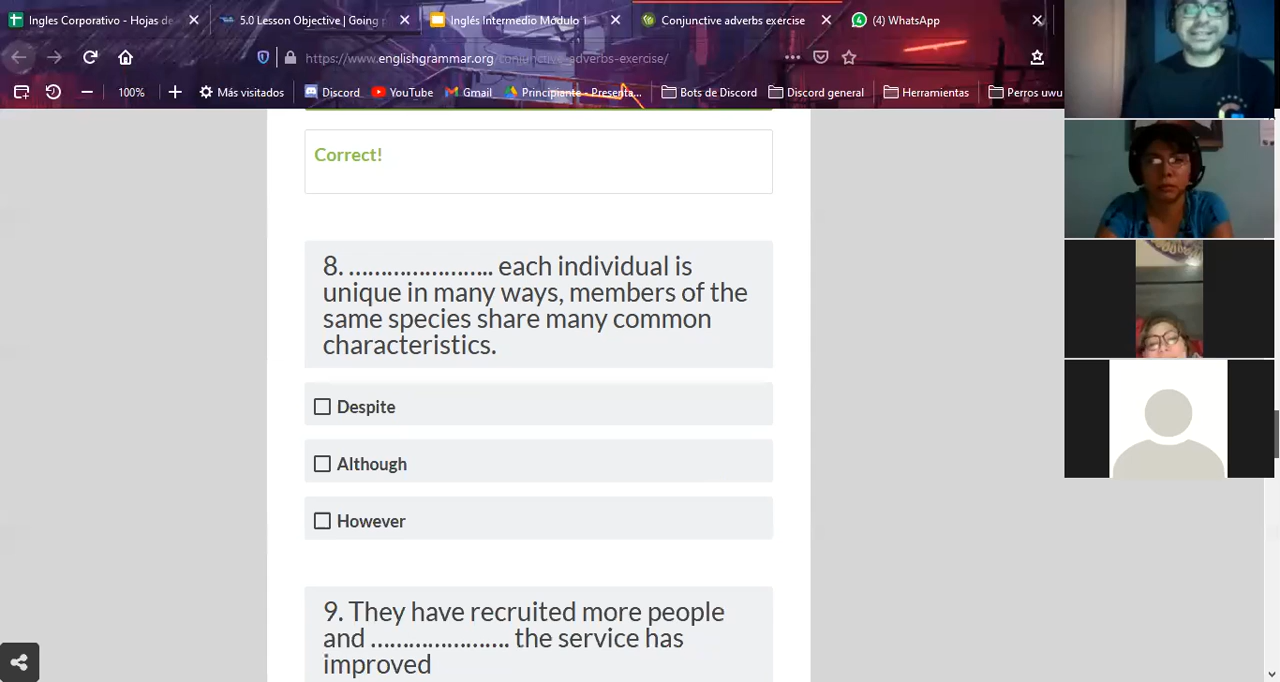 Ingles Corporativo - Hojas de
5.0 Lesson Objective | Going
Inglés Intermedio Módulo 1
Conjunctive adverbs exercise
(4) WhatsApp
https://www.englishgrammar.org/conjunctive-adverbs-exercise/
100%
Más visitados
Discord
YouTube
Gmail
Principiante - Presenta…
Bots de Discord
Discord general
Herramientas
Perros uwu
Correct!
8. ………………….. each individual is
unique in many ways, members of the
same species share many common
characteristics.
Despite
Although
However
9. They have recruited more people
and …………………. the service has
improved